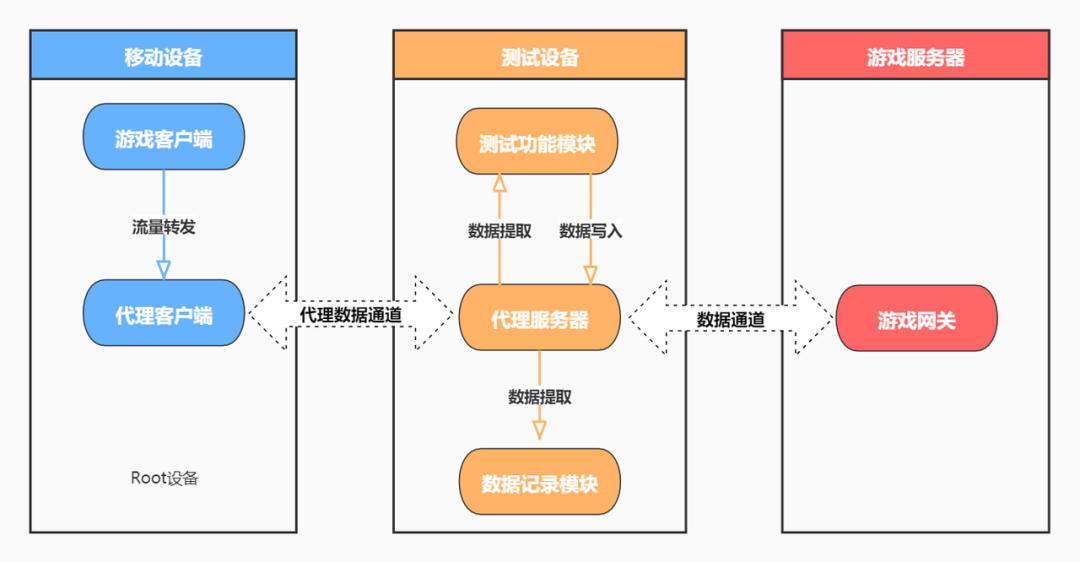 移动设备
游戏客户端
流量转发
代理客户端
Root设备
代理数据通道
测试设备
测试功能模块
数据提取
数据写入
代理服务器
数据提取
数据记录模块
数据通道
游戏服务器
游戏网关